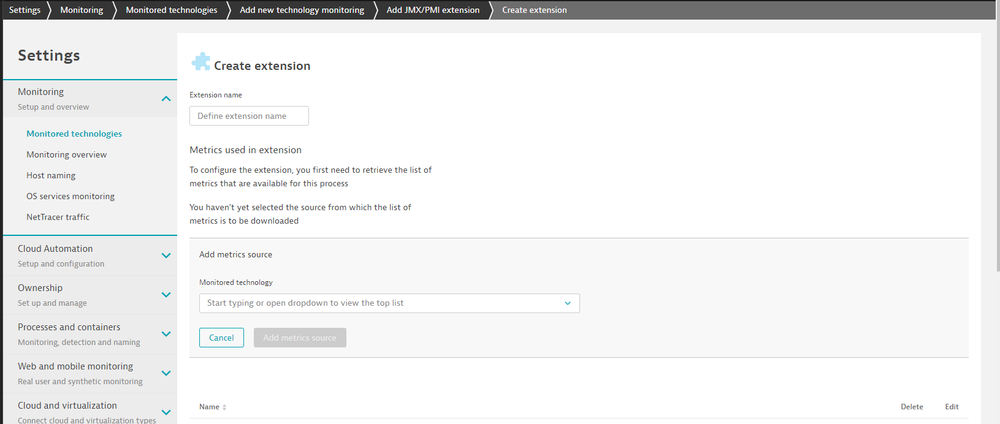 Settings
Monitoring
Monitored technologies
Add new technology monitoring
Add JMX/PMI extension
Create extension
Settings
Monitoring
Setup and overview
Monitored technologies
Monitoring overview
Host naming
OS services monitoring
NetTracer traffic
Cloud Automation
Setup and configuration
Ownership
Set up and manage
Processes and containers
Monitoring, detection and naming
Web and mobile monitoring
Real user and synthetic monitoring
Cloud and virtualization
Connect cloud and virtualization types
Create extension
Extension name
Define extension name
Metrics used in extension
To configure the extension, you first need to retrieve the list of
metrics that are available for this process
You haven't yet selected the source from which the list of
metrics is to be downloaded
Add metrics source
Monitored technology
Start typing or open dropdown to view the top list
Cancel
Add metrics source
Name
Delete
Edit